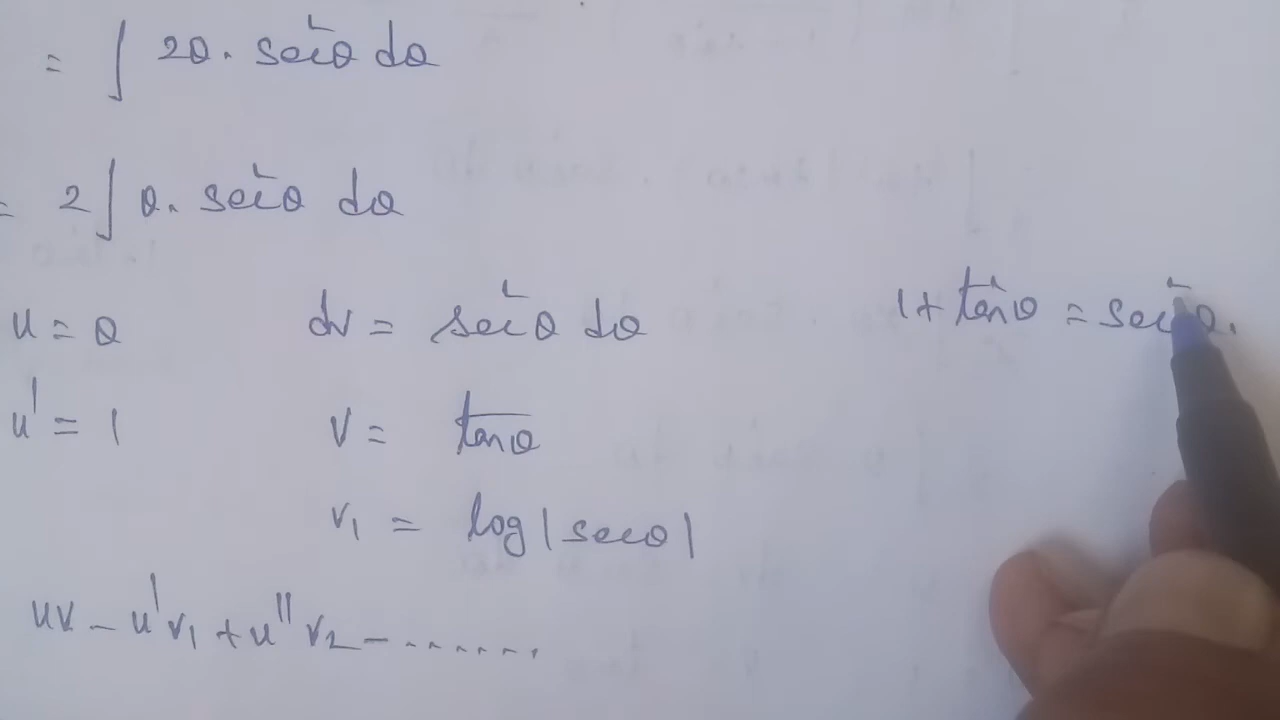 = ∫ 2θ. sec²θ dθ
= 2∫ θ. sec²θ dθ
u = θ dv = sec²θ dθ 1+ tan²θ = sec²θ.
u' = 1 v = tanθ
v₁ = log|secθ|
uv - u'v₁ + u''v₂ - .......